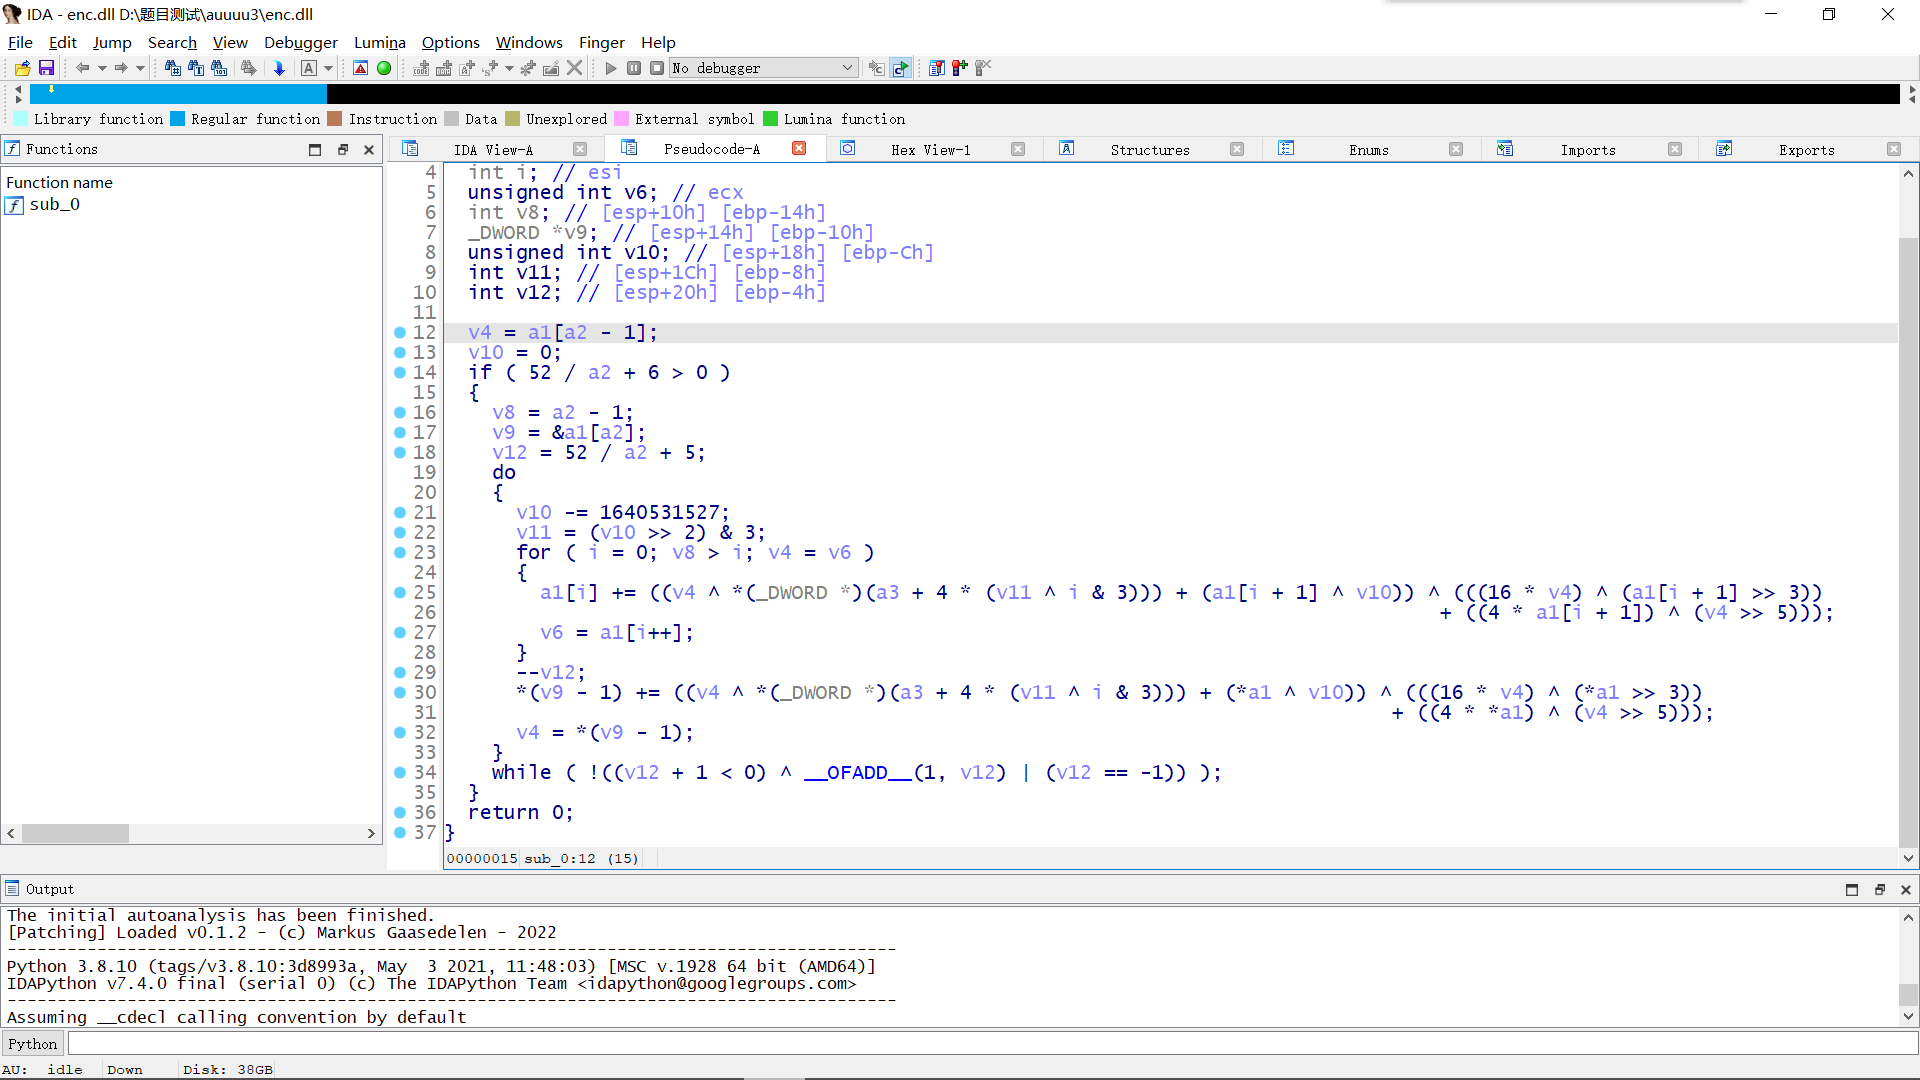 IDA - enc.dll D:\题目测试\auuuu3\enc.dll
File Edit Jump Search View Debugger Lumina Options Windows Finger Help
No debugger
Library function Regular function Instruction Data Unexplored External symbol Lumina function
Functions
IDA View-A Pseudocode-A Hex View-1 Structures Enums Imports Exports
Function name
sub_0
4 int i; // esi
5 unsigned int v6; // ecx
6 int v8; // [esp+10h] [ebp-14h]
7 _DWORD *v9; // [esp+14h] [ebp-10h]
8 unsigned int v10; // [esp+18h] [ebp-Ch]
9 int v11; // [esp+1Ch] [ebp-8h]
10 int v12; // [esp+20h] [ebp-4h]
11
12 v4 = a1[a2 - 1];
13 v10 = 0;
14 if ( 52 / a2 + 6 > 0 )
15 {
16 v8 = a2 - 1;
17 v9 = &a1[a2];
18 v12 = 52 / a2 + 5;
19 do
20 {
21 v10 -= 1640531527;
22 v11 = (v10 >> 2) & 3;
23 for ( i = 0; v8 > i; v4 = v6 )
24 {
25 a1[i] += ((v4 ^ *(_DWORD *)(a3 + 4 * (v11 ^ i & 3))) + (a1[i + 1] ^ v10)) ^ (((16 * v4) ^ (a1[i + 1] >> 3))
26 + ((4 * a1[i + 1]) ^ (v4 >> 5)));
27 v6 = a1[i++];
28 }
29 --v12;
30 *(v9 - 1) += ((v4 ^ *(_DWORD *)(a3 + 4 * (v11 ^ i & 3))) + (*a1 ^ v10)) ^ (((16 * v4) ^ (*a1 >> 3))
31 + ((4 * *a1) ^ (v4 >> 5)));
32 v4 = *(v9 - 1);
33 }
34 while ( !((v12 + 1 < 0) ^ __OFADD__(1, v12) | (v12 == -1)) );
35 }
36 return 0;
37 }
00000015 sub_0:12 (15)
Output
The initial autoanalysis has been finished.
[Patching] Loaded v0.1.2 - (c) Markus Gaasedelen - 2022
Python 3.8.10 (tags/v3.8.10:3d8993a, May 3 2021, 11:48:03) [MSC v.1928 64 bit (AMD64)]
IDAPython v7.4.0 final (serial 0) (c) The IDAPython Team <idapython@googlegroups.com>
Assuming __cdecl calling convention by default
Python
AU: idle Down Disk: 38GB